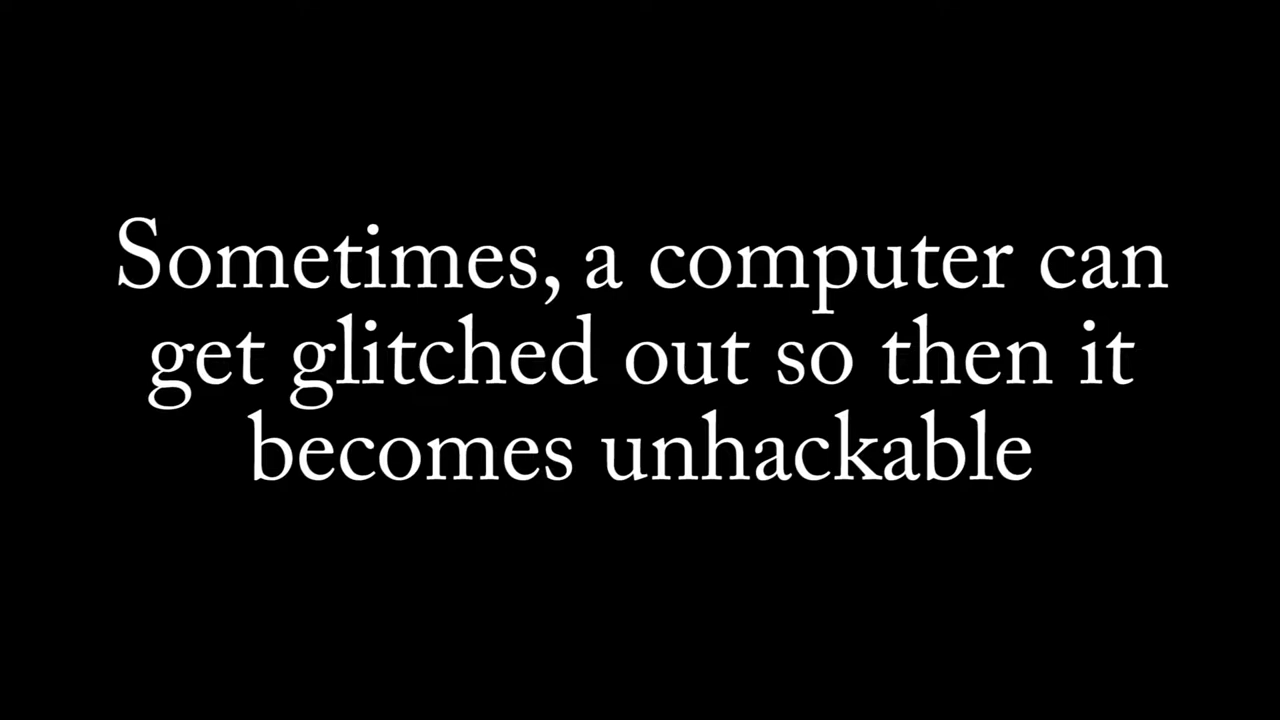 Sometimes, a computer can
get glitched out so then it
becomes unhackable